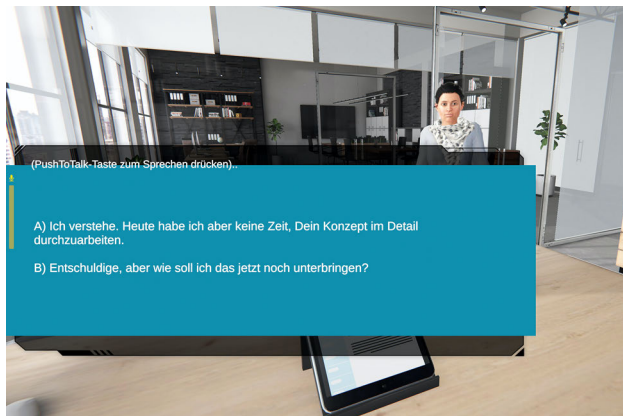 (PushToTalk-Taste zum Sprechen drücken)..
A) Ich verstehe. Heute habe ich aber keine Zeit, Dein Konzept im Detail
durchzuarbeiten.
B) Entschuldige, aber wie soll ich das jetzt noch unterbringen?